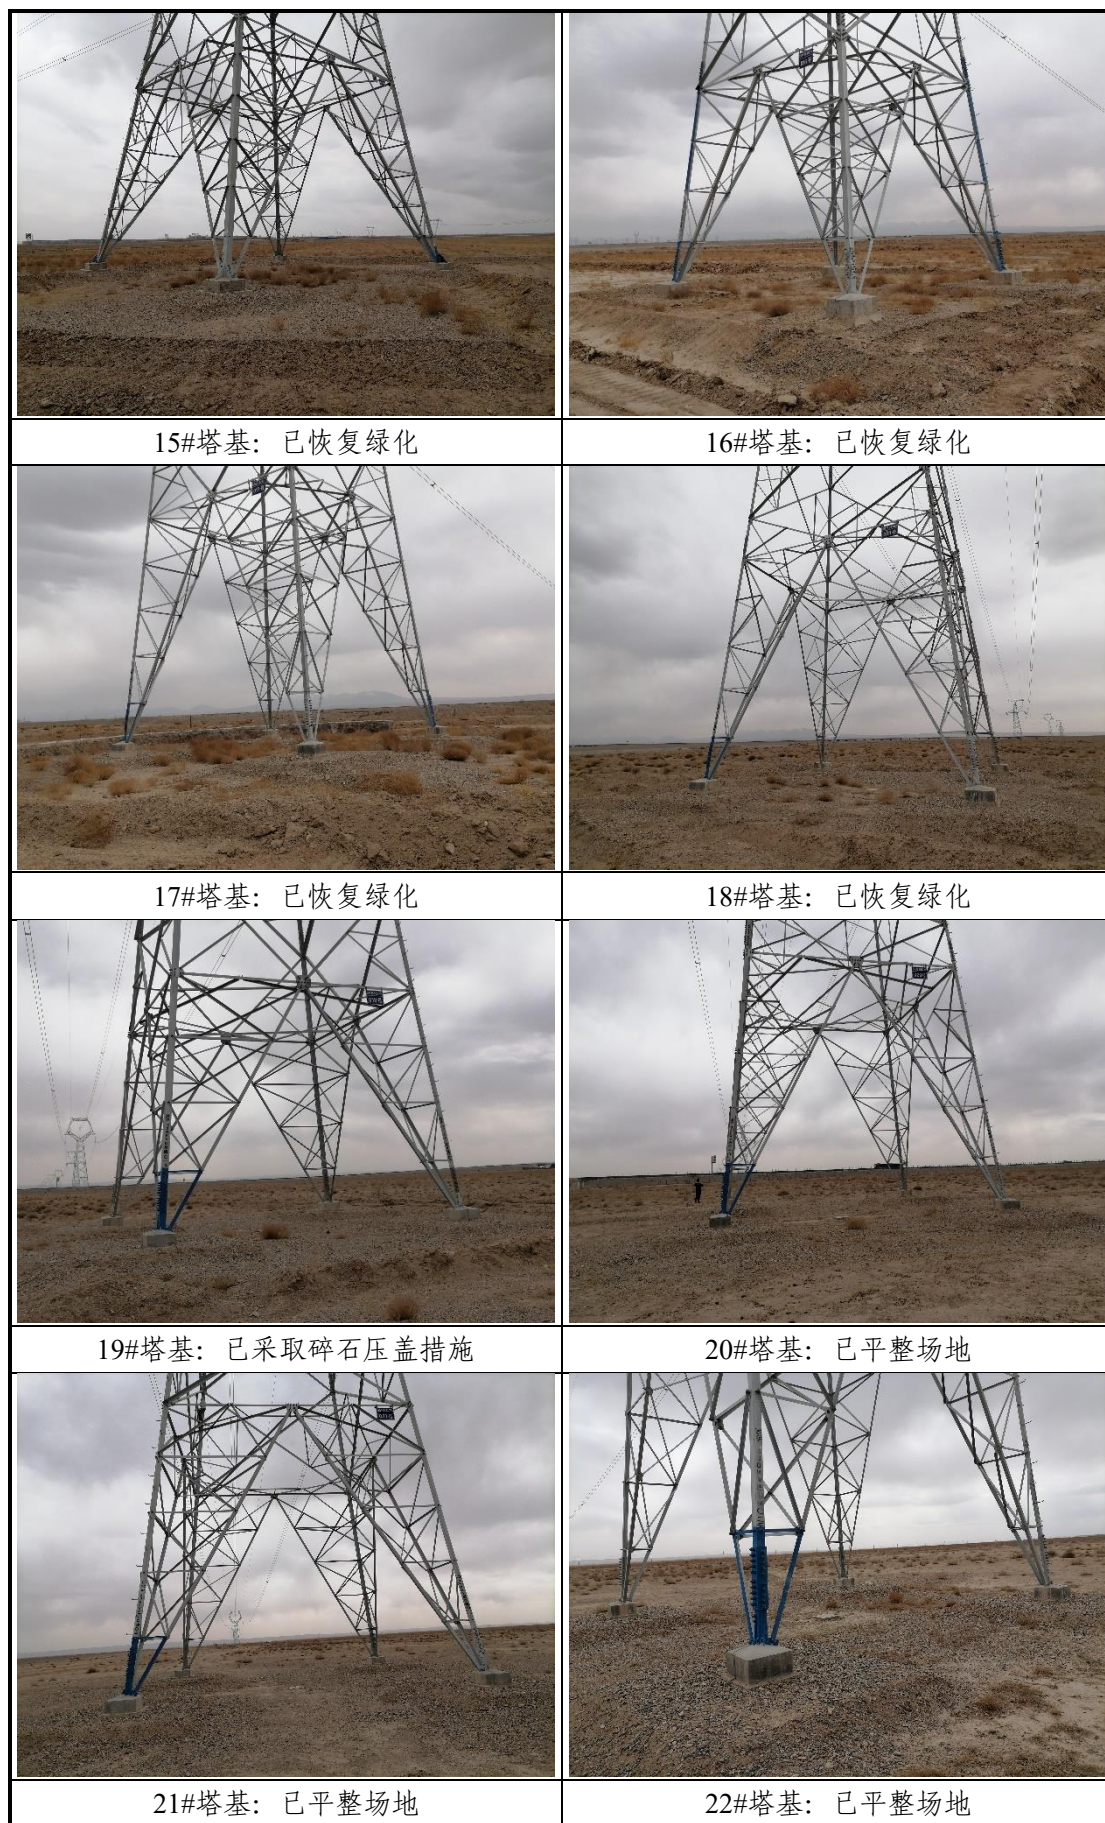 15#塔基：已恢复绿化
16#塔基：已恢复绿化
17#塔基：已恢复绿化
18#塔基：已恢复绿化
19#塔基：已采取碎石压盖措施
20#塔基：已平整场地
21#塔基：已平整场地
22#塔基：已平整场地